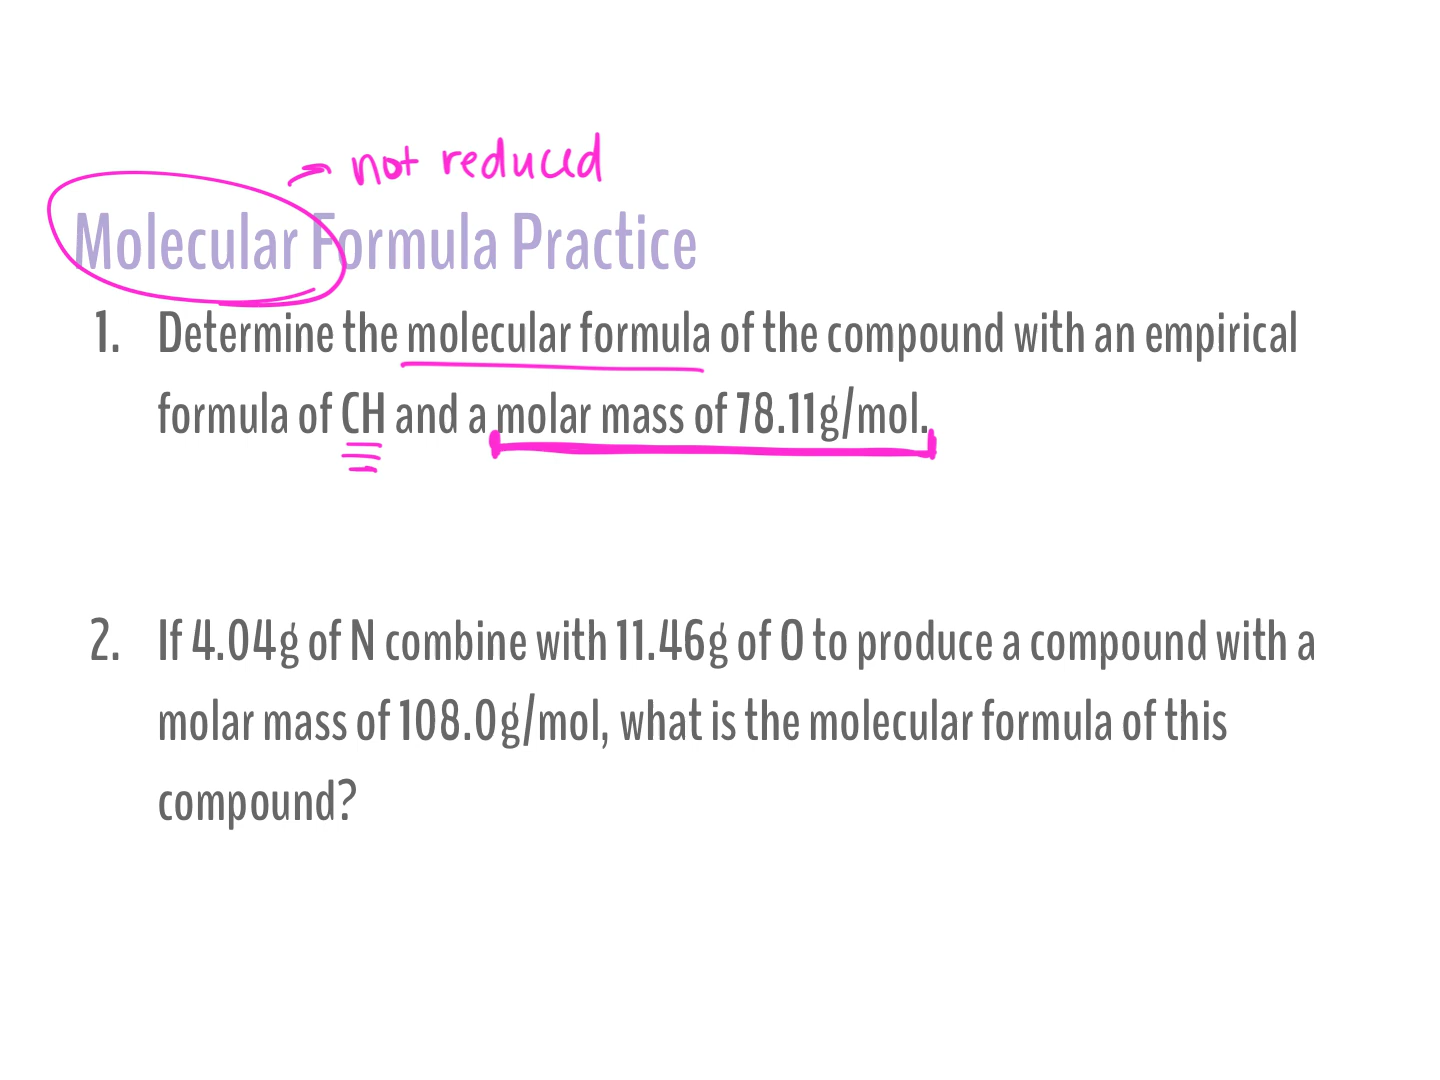 not reduced
Molecular Formula Practice
1. Determine the molecular formula of the compound with an empirical
formula of CH and a molar mass of 78.11g/mol.
2. If 4.04g of N combine with 11.46g of O to produce a compound with a
molar mass of 108.0g/mol, what is the molecular formula of this
compound?